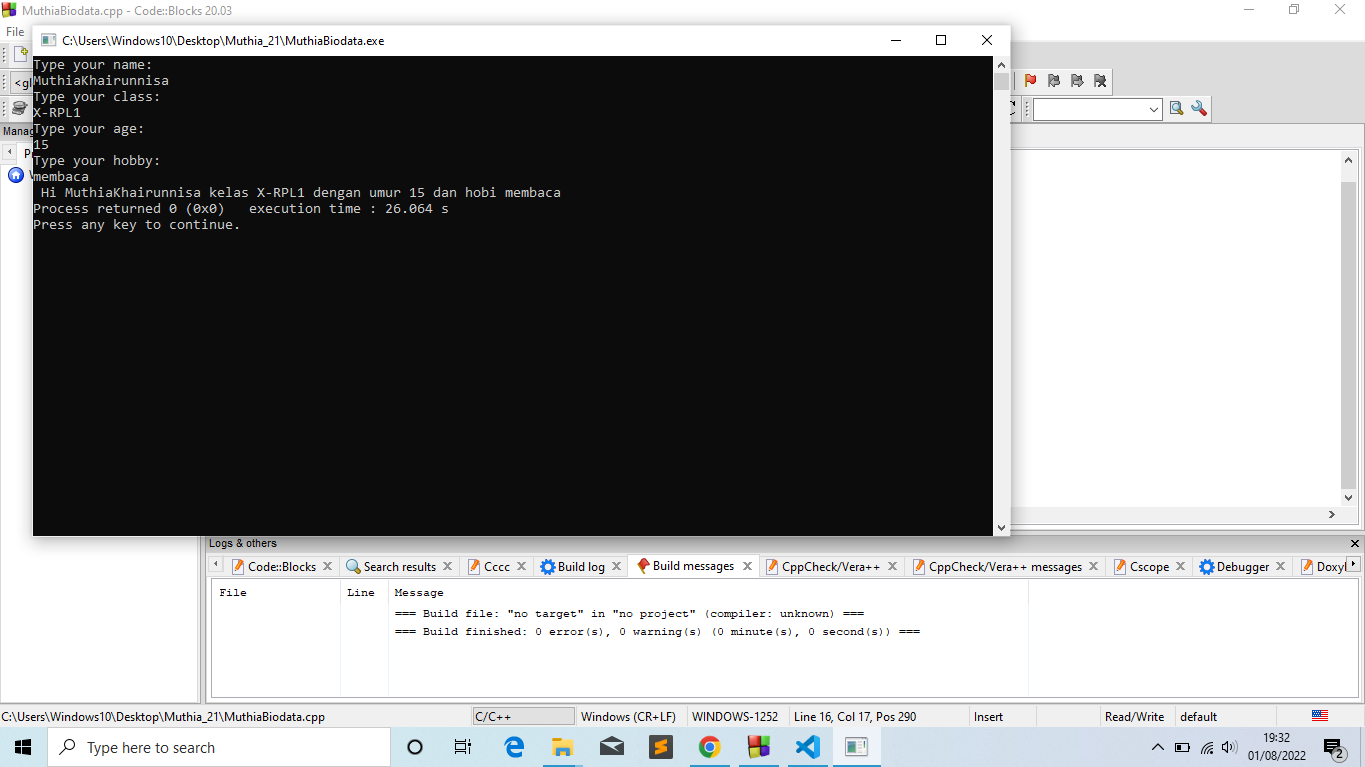 MuthiaBiodata.cpp - Code::Blocks 20.03
File
C:\Users\Windows10\Desktop\Muthia_21\MuthiaBiodata.exe
Type your name:
MuthiaKhairunnisa
Type your class:
X-RPL1
Type your age:
15
Type your hobby:
membaca
Hi MuthiaKhairunnisa kelas X-RPL1 dengan umur 15 dan hobi membaca
Process returned 0 (0x0)   execution time : 26.064 s
Press any key to continue.
Logs & others
Code::Blocks Search results Cccc Build log Build messages CppCheck/Vera++ CppCheck/Vera++ messages Cscope Debugger
File Line Message
=== Build file: "no target" in "no project" (compiler: unknown) ===
=== Build finished: 0 error(s), 0 warning(s) (0 minute(s), 0 second(s)) ===
C:\Users\Windows10\Desktop\Muthia_21\MuthiaBiodata.cpp C/C++ Windows (CR+LF) WINDOWS-1252 Line 16, Col 17, Pos 290 Insert Read/Write default
Type here to search
19:32
01/08/2022
2